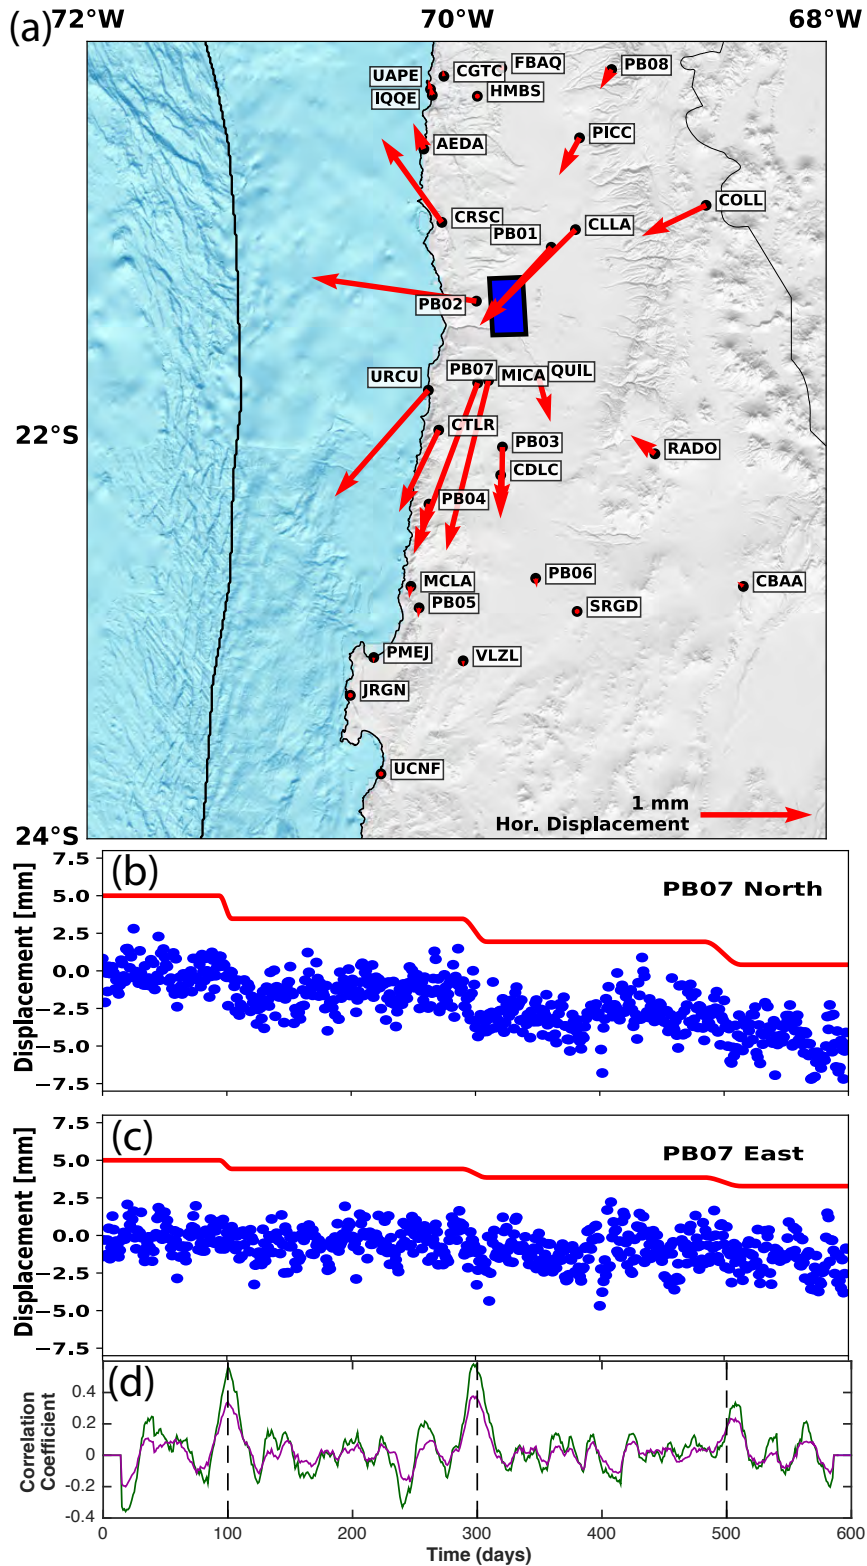 (a) 72°W 70°W 68°W
FBAQ PB08
UAPE CGTC
IQQE HMBS
AEDA PICC
COLL
CRSC PB01 CLLA
PB02
URCU PB07 MICA QUIL
22°S CTLR
PB03 RADO
CDLC
PB04
MCLA PB06 CBAA
PB05 SRGD
PMEJ VLZL
JRGN
UCNF
1 mm
Hor. Displacement
24°S
(b)
PB07 North
Displacement [mm]
7.5
5.0
2.5
0.0
−2.5
−5.0
−7.5
(c)
PB07 East
Displacement [mm]
7.5
5.0
2.5
0.0
−2.5
−5.0
−7.5
(d)
Correlation
Coefficient
0.4
0.2
0
-0.2
-0.4
0 100 200 300 400 500 600
Time (days)